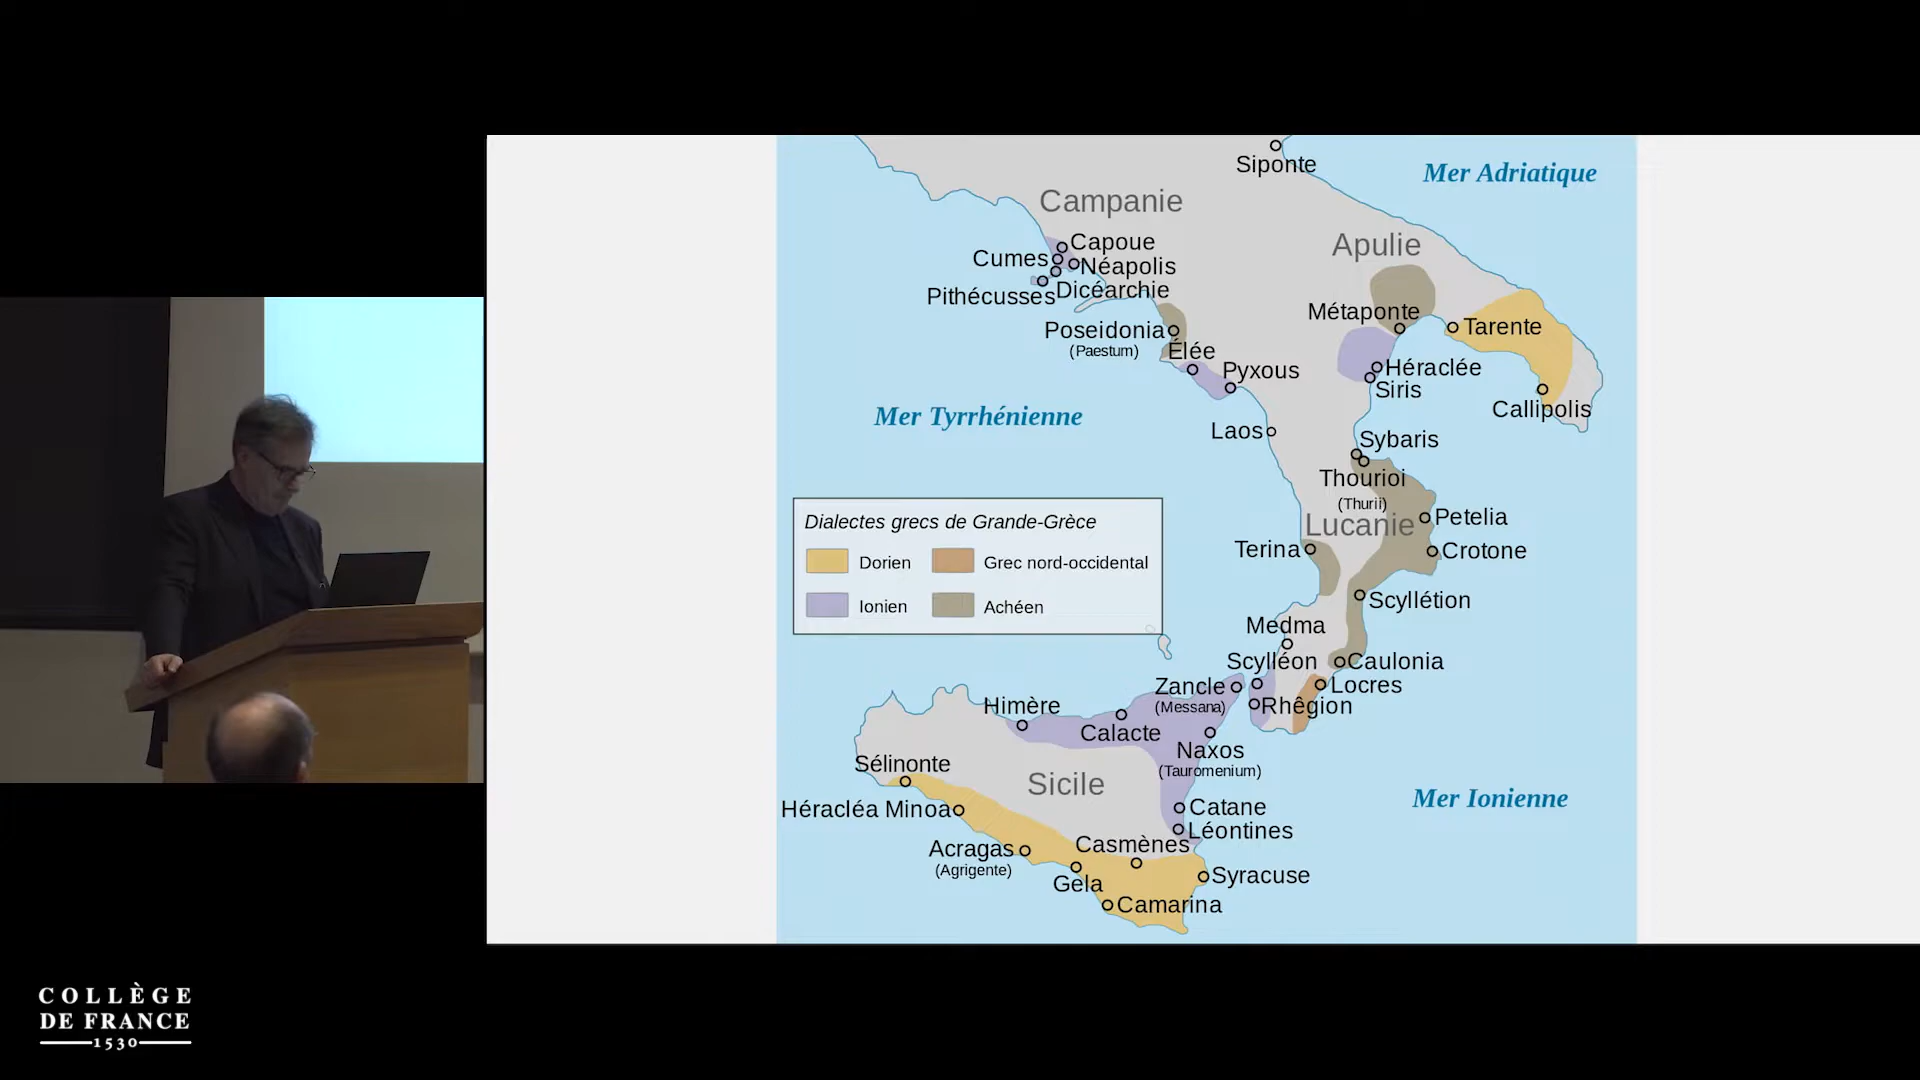 Siponte
Mer Adriatique
Campanie
Apulie
Capoue
Cumes
Néapolis
Pithécusses
Dicéarchie
Métaponte
Tarente
Poseidonia
(Paestum)
Élée
Pyxous
Héraclée
Siris
Callipolis
Mer Tyrrhénienne
Laos
Sybaris
Thourioi
(Thurii)
Lucanie
Petelia
Terina
Crotone
Dialectes grecs de Grande-Grèce
Dorien
Grec nord-occidental
Ionien
Achéen
Scyllétion
Medma
Scylléon
Caulonia
Zancle
(Messana)
Locres
Rhêgion
Himère
Calacte
Naxos
(Tauromenium)
Sélinonte
Sicile
Mer Ionienne
Héracléa Minoa
Catane
Léontines
Acragas
(Agrigente)
Casmènes
Gela
Syracuse
Camarina
COLLÈGE
DE FRANCE
1530